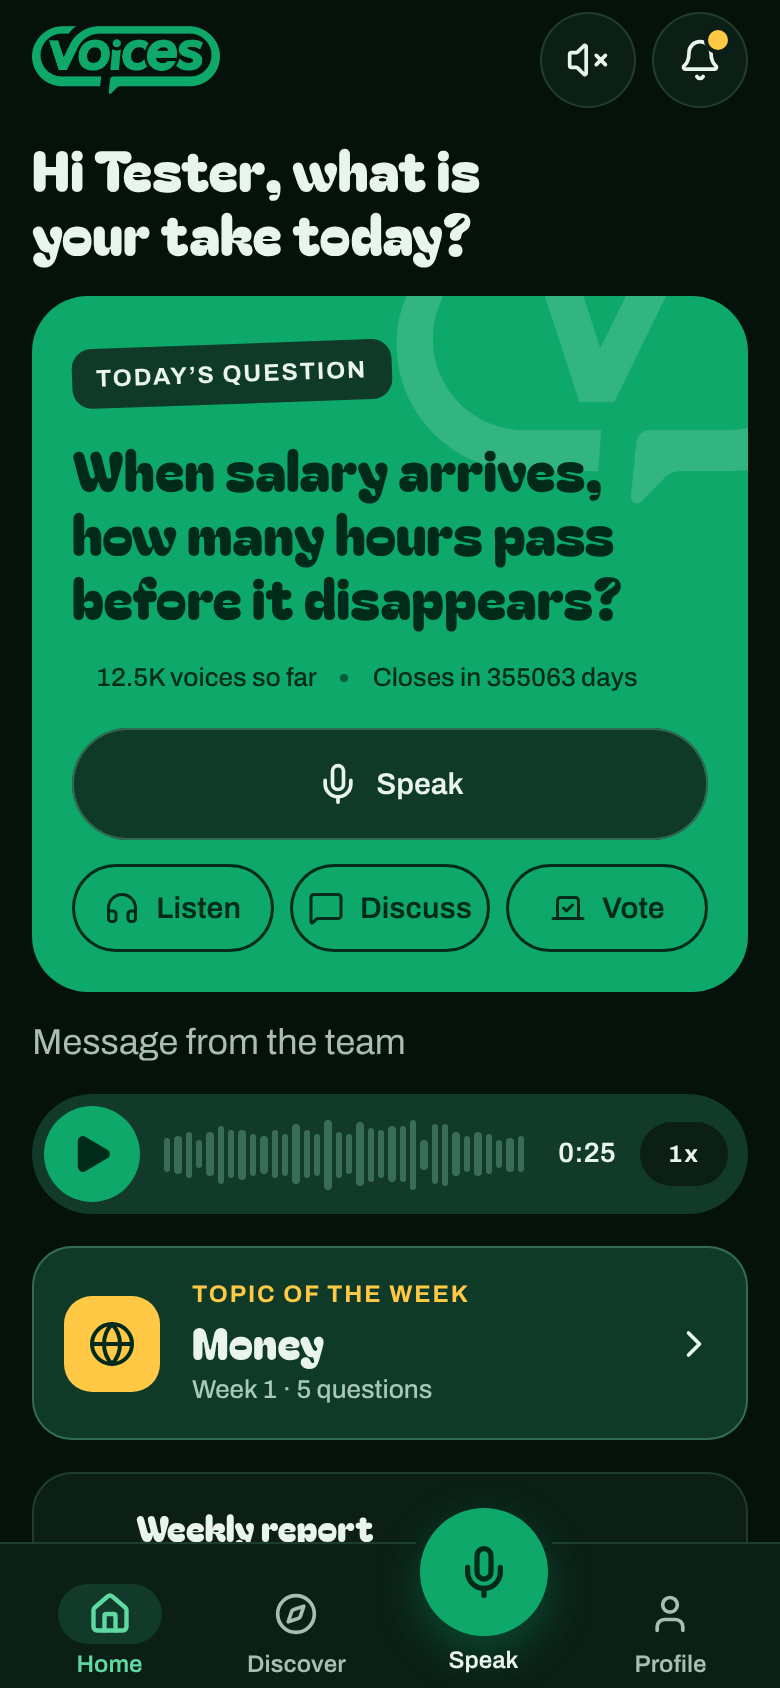 Voices
Hi Tester, what is
your take today?
TODAY’S QUESTION
When salary arrives,
how many hours pass
before it disappears?
12.5K voices so far • Closes in 355063 days
Speak
Listen
Discuss
Vote
Message from the team
0:25
1x
TOPIC OF THE WEEK
Money
Week 1 · 5 questions
Weekly report
Home
Discover
Speak
Profile